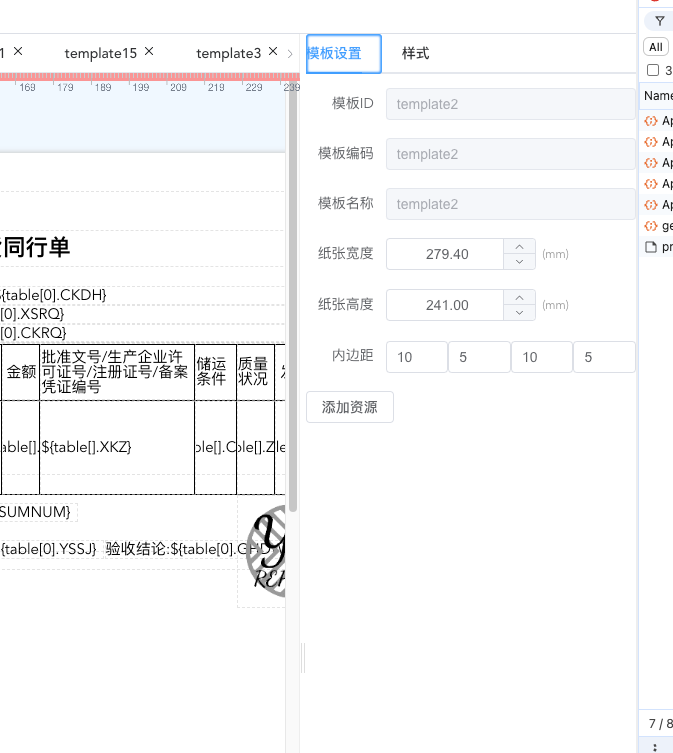 1 ×
template15 ×
template3 ×
模板设置
样式
All
3
169 179 189 199 209 219 229 239
Name
模板ID
template2
模板编码
template2
模板名称
template2
纸张宽度
279.40
(mm)
纸张高度
241.00
(mm)
内边距
10
5
10
5
添加资源
Ap
Ap
Ap
Ap
Ap
ge
pr
同行单
{table[0].CKDH}
[0].XSRQ}
[0].CKRQ}
金额
批准文号/生产企业许
可证号/注册证号/备案
凭证编号
储运
条件
质量
状况
able[].
${table[].XKZ}
ole[].C
ole[].Z
le
SUMNUM}
{table[0].YSSJ}
验收结论:${table[0].GHD
REP
7 / 8